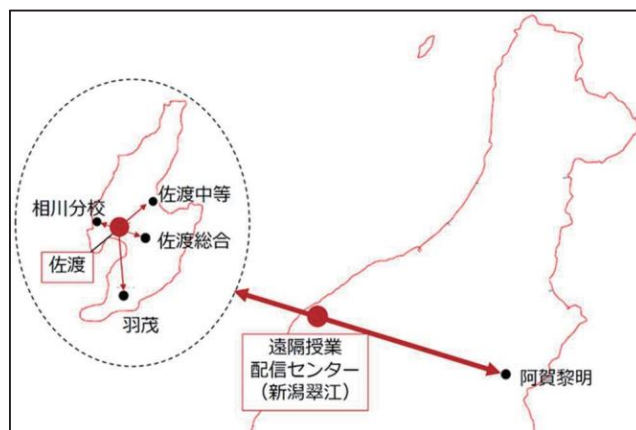 佐渡中等
相川分校
佐渡総合
佐渡
羽茂
遠隔授業
配信センター
（新潟翠江）
阿賀黎明